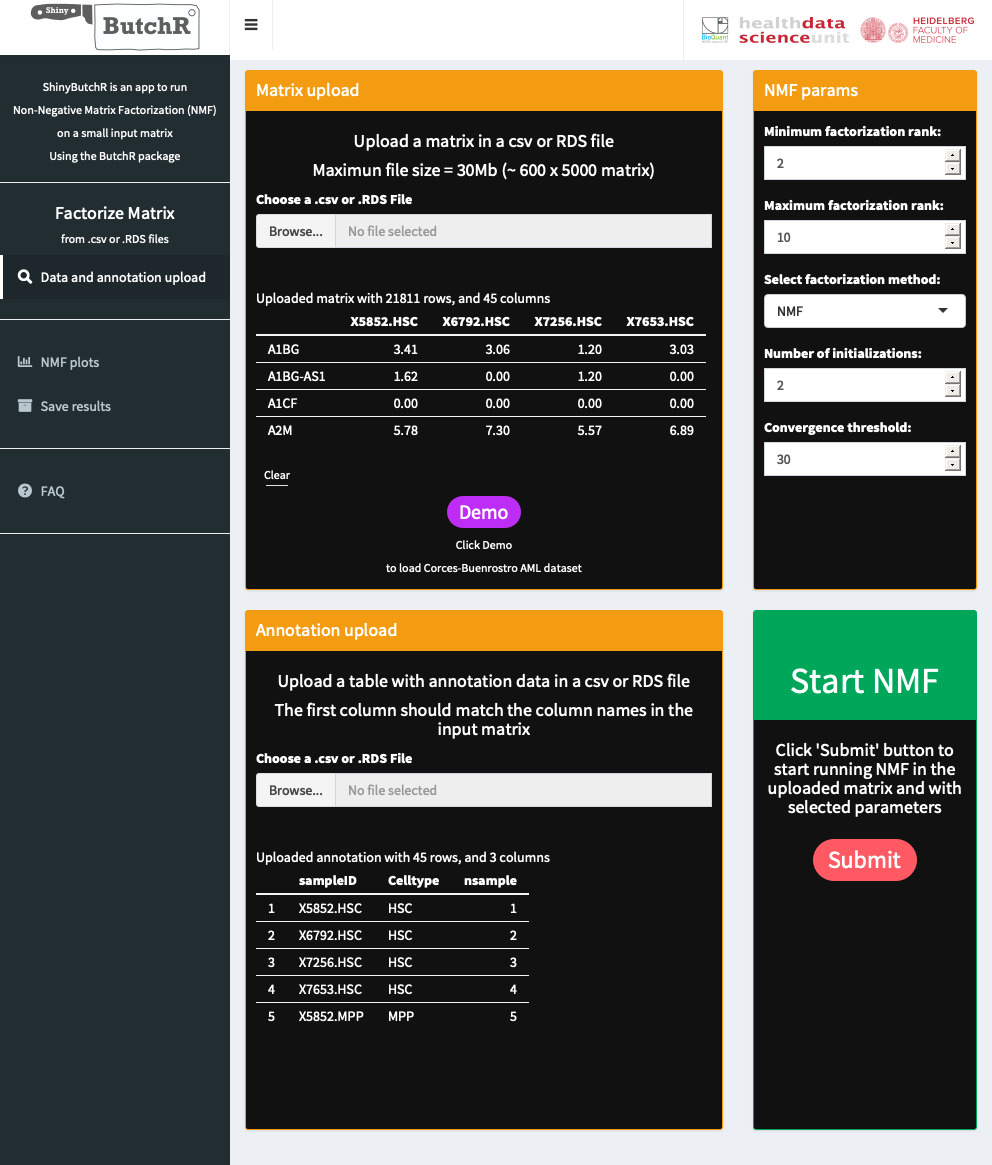 Shiny
ButchR
BioQuant
healthdata
scienceunit
HEIDELBERG
FACULTY OF
MEDICINE
ShinyButchR is an app to run
Non-Negative Matrix Factorization (NMF)
on a small input matrix
Using the ButchR package
Factorize Matrix
from .csv or .RDS files
Data and annotation upload
NMF plots
Save results
FAQ
Matrix upload
Upload a matrix in a csv or RDS file
Maximun file size = 30Mb (~ 600 x 5000 matrix)
Choose a .csv or .RDS File
Browse... No file selected
Uploaded matrix with 21811 rows, and 45 columns
X5852.HSC X6792.HSC X7256.HSC X7653.HSC
A1BG 3.41 3.06 1.20 3.03
A1BG-AS1 1.62 0.00 1.20 0.00
A1CF 0.00 0.00 0.00 0.00
A2M 5.78 7.30 5.57 6.89
Clear
Demo
Click Demo
to load Corces-Buenrostro AML dataset
NMF params
Minimum factorization rank:
2
Maximum factorization rank:
10
Select factorization method:
NMF
Number of initializations:
2
Convergence threshold:
30
Annotation upload
Upload a table with annotation data in a csv or RDS file
The first column should match the column names in the
input matrix
Choose a .csv or .RDS File
Browse... No file selected
Uploaded annotation with 45 rows, and 3 columns
sampleID Celltype nsample
1 X5852.HSC HSC 1
2 X6792.HSC HSC 2
3 X7256.HSC HSC 3
4 X7653.HSC HSC 4
5 X5852.MPP MPP 5
Start NMF
Click 'Submit' button to
start running NMF in the
uploaded matrix and with
selected parameters
Submit